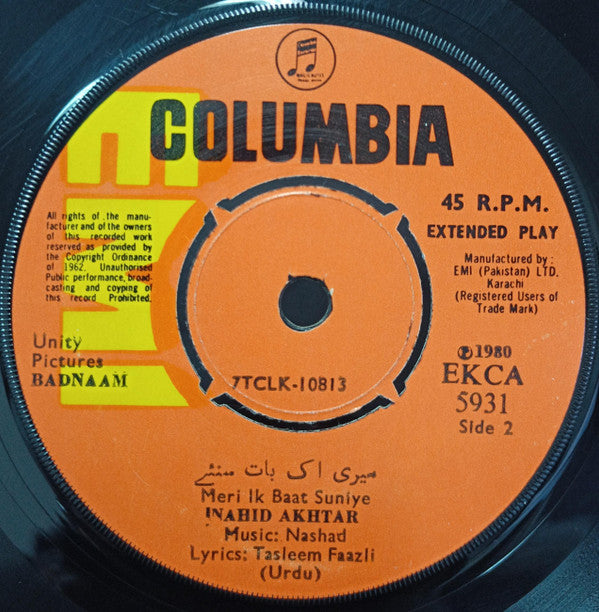 COLUMBIA
45 R.P.M.
EXTENDED PLAY
All rights of the manu-
facturer and of the owners
of this recorded work
reserved as provided by
the Copyright Ordinance
of 1962. Unauthorised
Public performance, broad-
casting and coyping of
this record Prohibited.
Manufactured by:
EMI (Pakistan) LTD.
Karachi
(Registered Users of
Trade Mark)
Unity
Pictures
BADNAAM
7TCLK-10813
℗1980
EKCA
5931
Side 2
میری اک بات سنئے
Meri Ik Baat Suniye
NAHID AKHTAR
Music: Nashad
Lyrics: Tasleem Faazli
(Urdu)
EMI